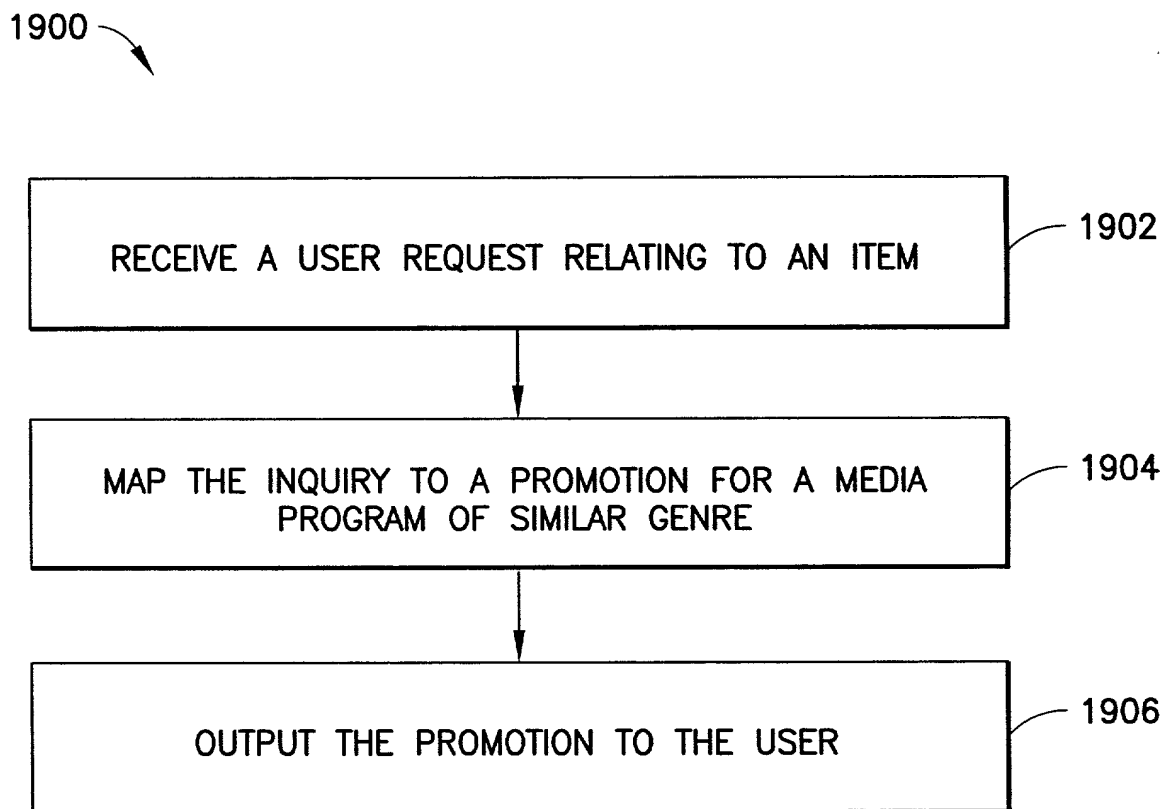 1900
RECEIVE A USER REQUEST RELATING TO AN ITEM
1902
MAP THE INQUIRY TO A PROMOTION FOR A MEDIA
PROGRAM OF SIMILAR GENRE
1904
OUTPUT THE PROMOTION TO THE USER
1906